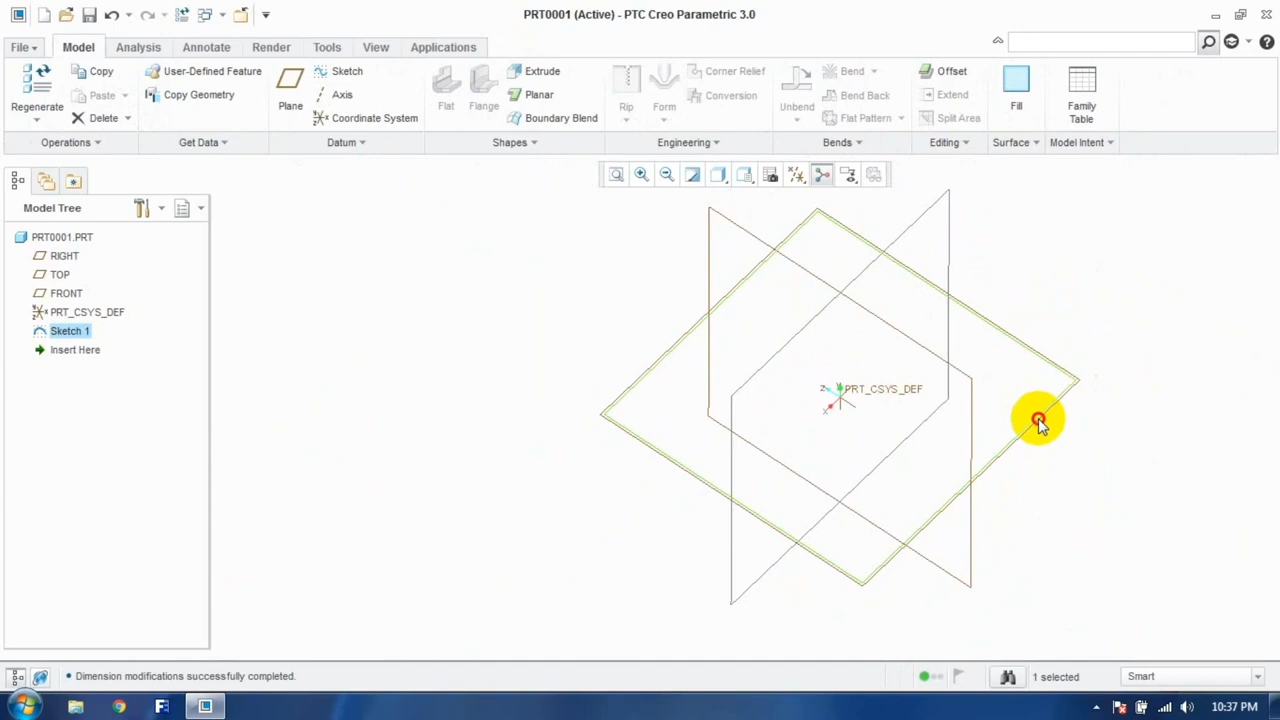 PRT0001 (Active) - PTC Creo Parametric 3.0
File Model Analysis Annotate Render Tools View Applications
Regenerate
Copy
Paste
Delete
User-Defined Feature
Copy Geometry
Plane
Sketch
Axis
Coordinate System
Flat
Flange
Extrude
Planar
Boundary Blend
Rip
Form
Corner Relief
Conversion
Unbend
Bend
Bend Back
Flat Pattern
Offset
Extend
Split Area
Fill
Family
Table
Operations Get Data Datum Shapes Engineering Bends Editing Surface Model Intent
Model Tree
PRT0001.PRT
RIGHT
TOP
FRONT
PRT_CSYS_DEF
Sketch 1
Insert Here
Z
Y
PRT_CSYS_DEF
X
Dimension modifications successfully completed.
1 selected
Smart
10:37 PM